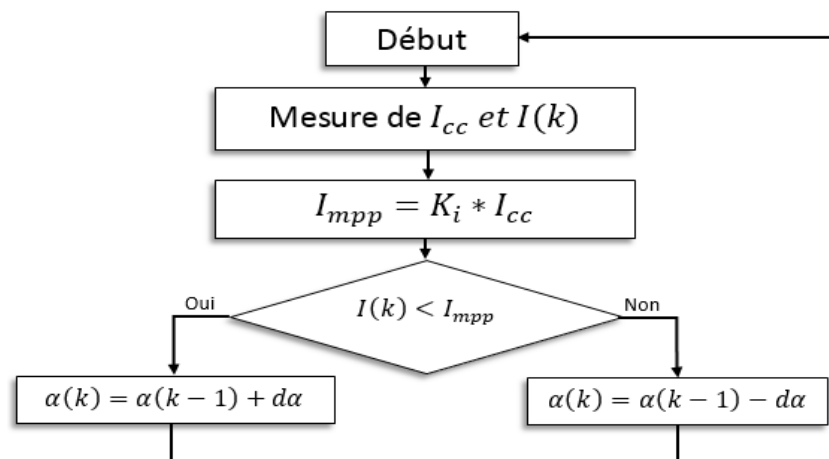 Début
Mesure de I_cc et I(k)
I_mpp = K_i * I_cc
Oui
I(k) < I_mpp
Non
α(k) = α(k − 1) + dα
α(k) = α(k − 1) − dα